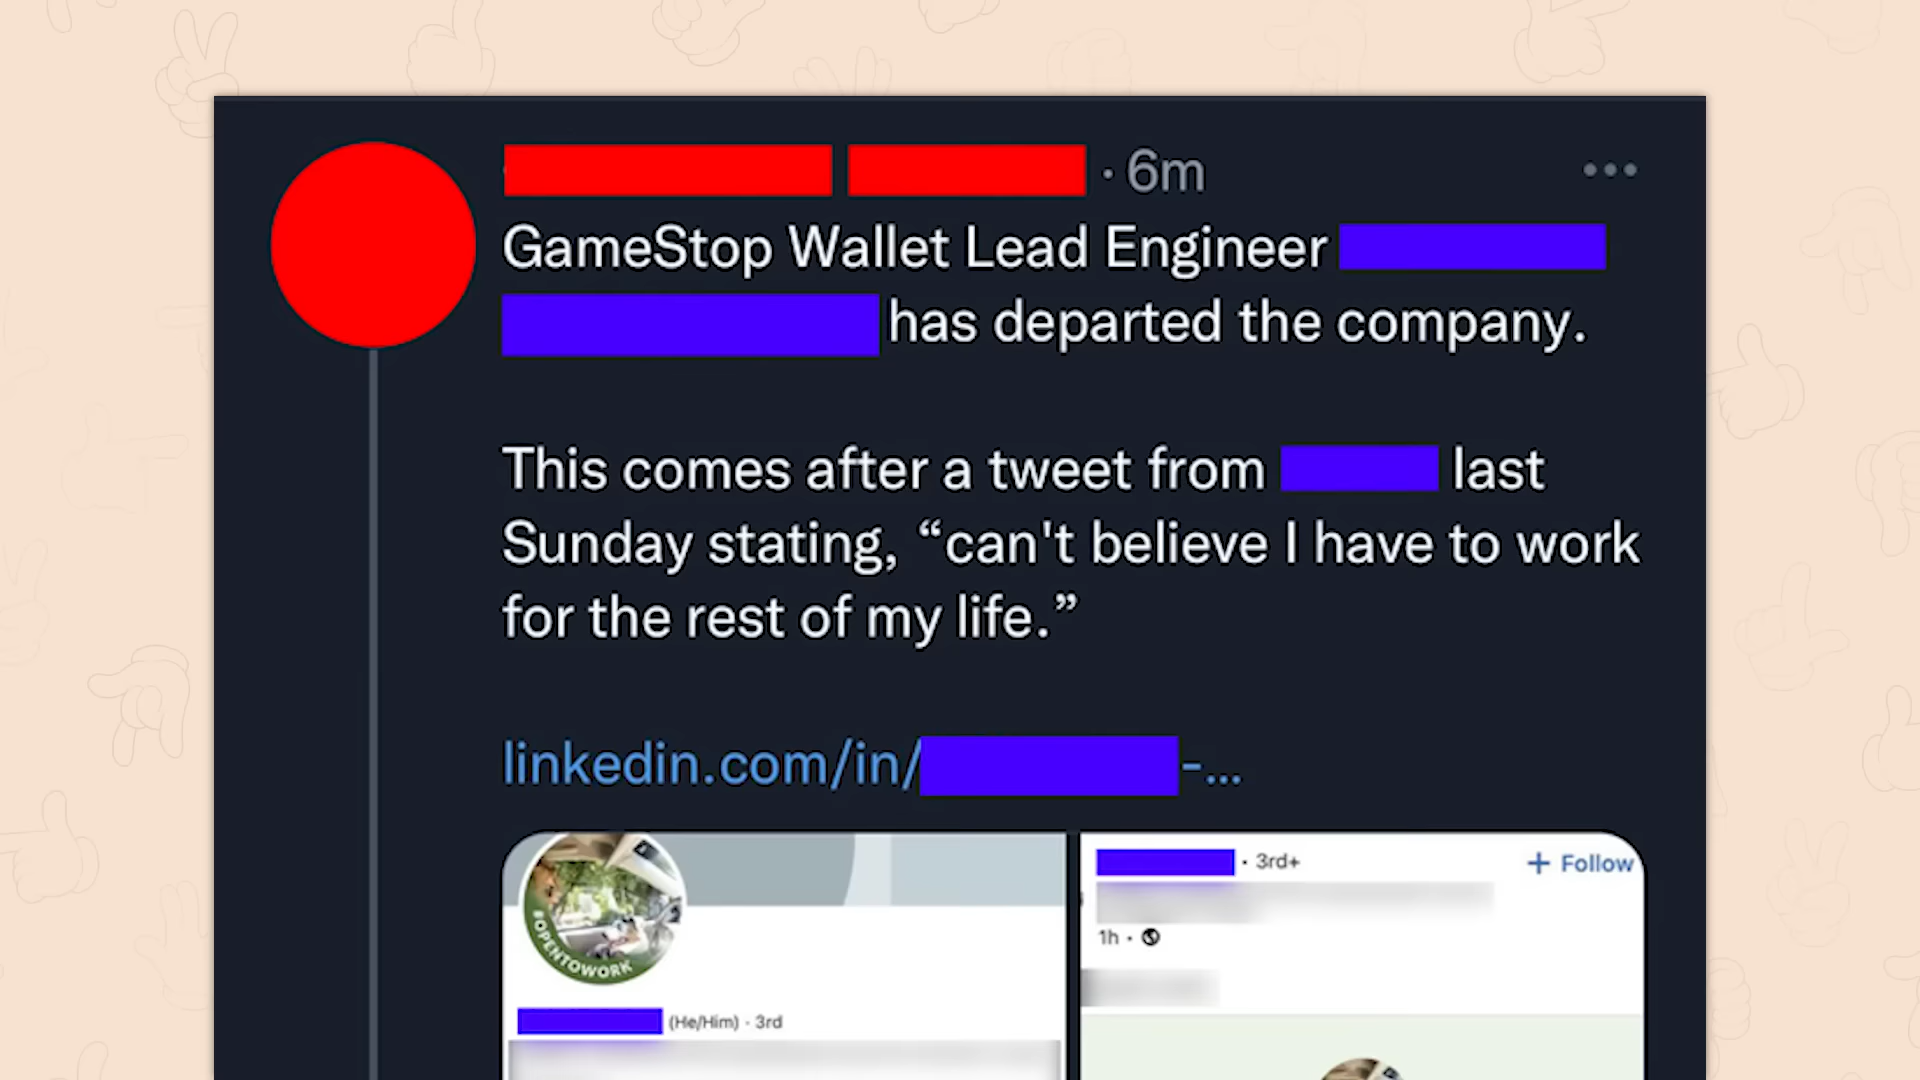 · 6m
GameStop Wallet Lead Engineer
has departed the company.
This comes after a tweet from last
Sunday stating, “can't believe I have to work
for the rest of my life.”
linkedin.com/in/ -...
#OPENTOWORK
(He/Him) · 3rd
· 3rd+
+ Follow
1h ·